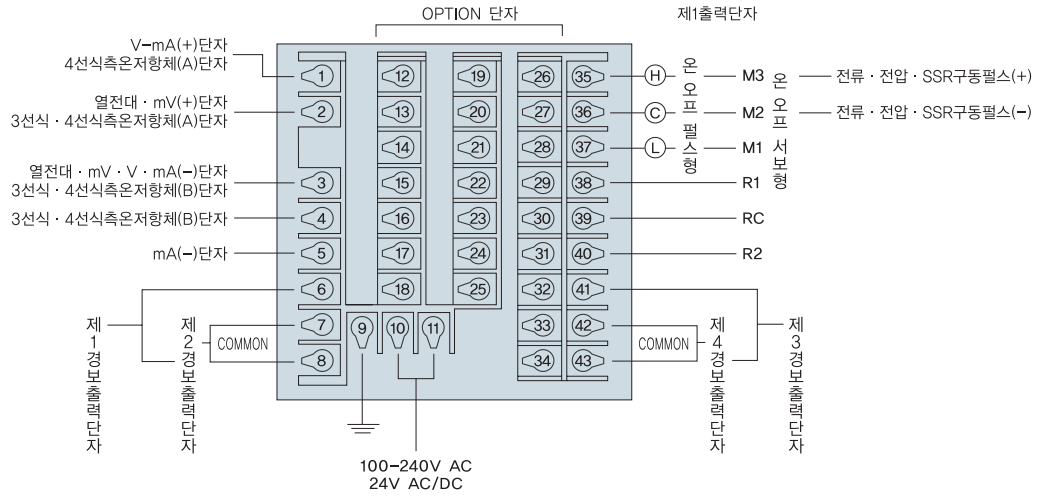 OPTION 단자
제1출력단자
V-mA(+)단자
4선식측온저항체(A)단자
열전대 · mV(+)단자
3선식 · 4선식측온저항체(A)단자
열전대 · mV · V · mA(-)단자
3선식 · 4선식측온저항체(B)단자
3선식 · 4선식측온저항체(B)단자
mA(-)단자
제1경보출력단자
제2경보출력단자
COMMON
1
2
3
4
5
6
7
8
9
10
11
12
13
14
15
16
17
18
19
20
21
22
23
24
25
26
27
28
29
30
31
32
33
34
35
36
37
38
39
40
41
42
43
H
C
L
온오프펄스형
M3
M2
M1
온오프서보형
전류 · 전압 · SSR구동펄스(+)
전류 · 전압 · SSR구동펄스(-)
R1
RC
R2
COMMON
제4경보출력단자
제3경보출력단자
100-240V AC
24V AC/DC